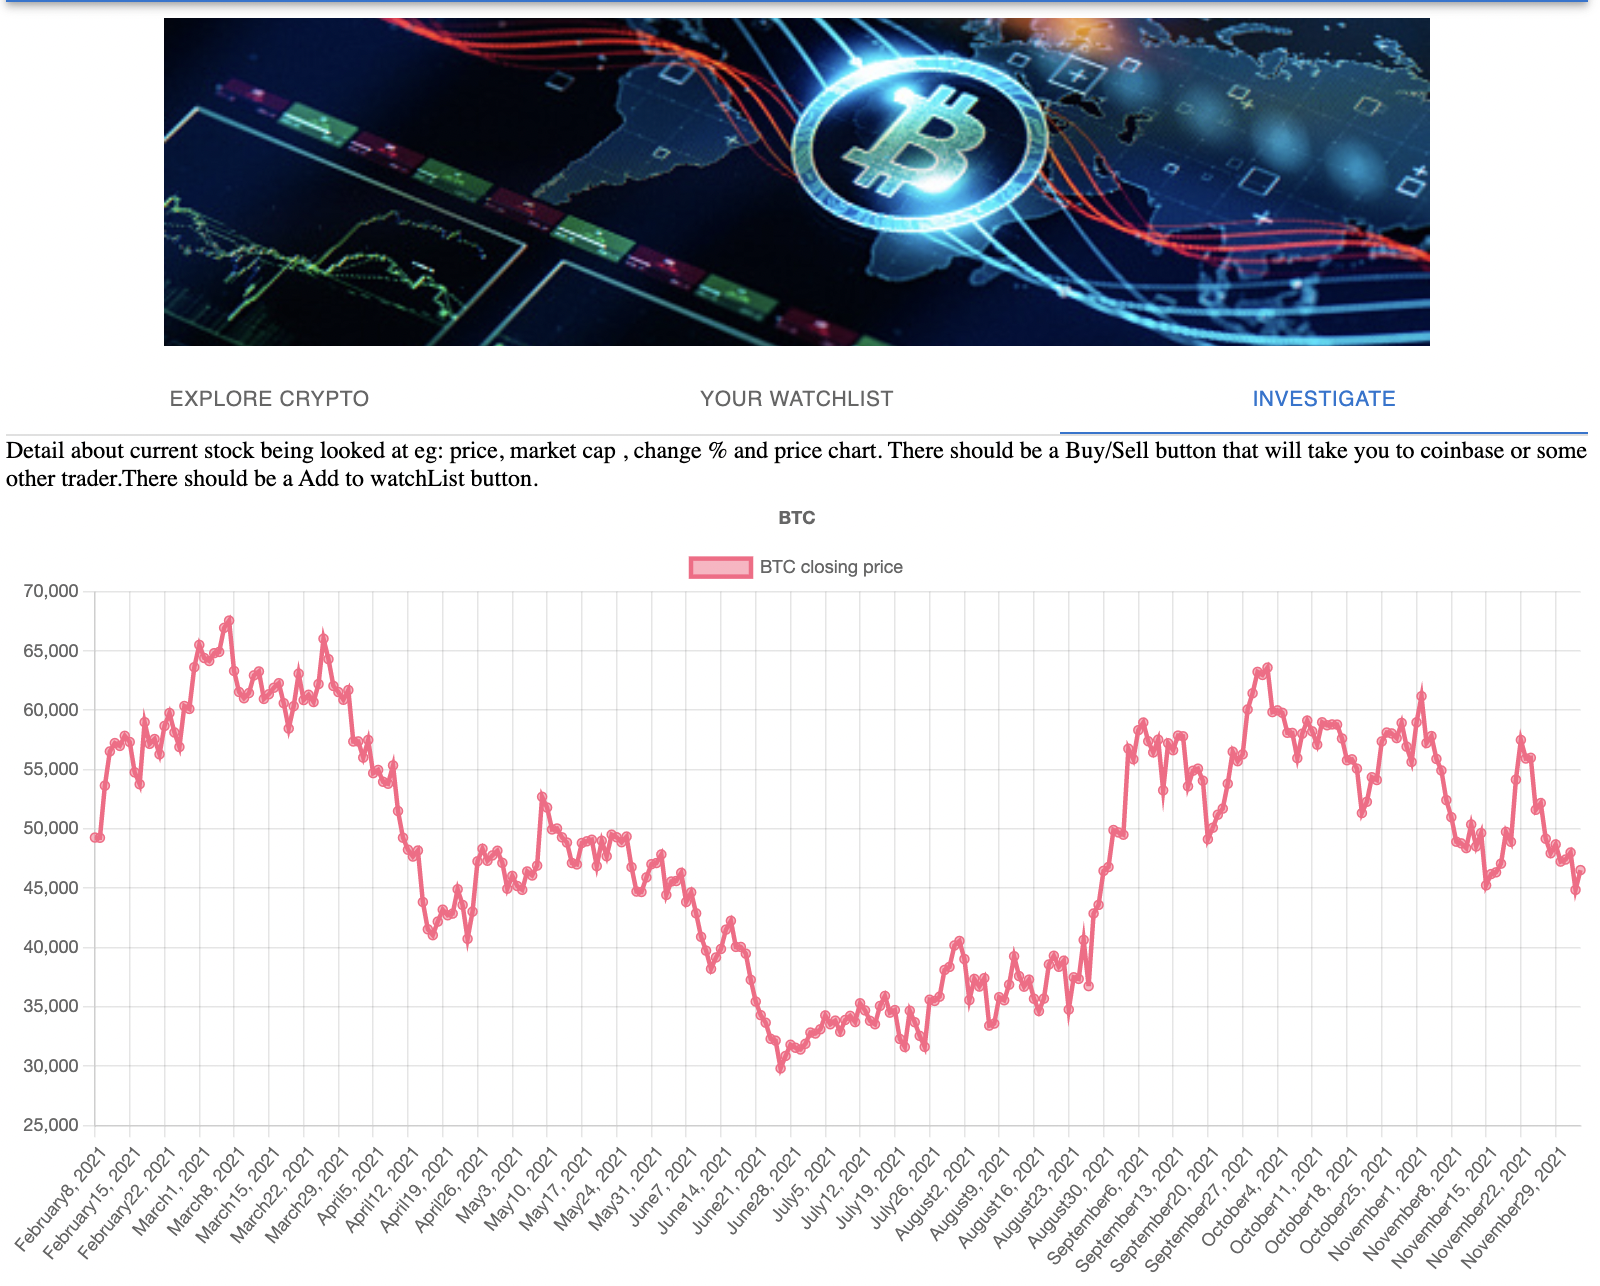 EXPLORE CRYPTO
YOUR WATCHLIST
INVESTIGATE
Detail about current stock being looked at eg: price, market cap , change % and price chart. There should be a Buy/Sell button that will take you to coinbase or some
other trader.There should be a Add to watchList button.
BTC
BTC closing price
70,000
65,000
60,000
55,000
50,000
45,000
40,000
35,000
30,000
25,000
February8, 2021
February15, 2021
February22, 2021
March1, 2021
March8, 2021
March15, 2021
March22, 2021
March29, 2021
April5, 2021
April12, 2021
April19, 2021
April26, 2021
May3, 2021
May10, 2021
May17, 2021
May24, 2021
May31, 2021
June7, 2021
June14, 2021
June21, 2021
June28, 2021
July5, 2021
July12, 2021
July19, 2021
July26, 2021
August2, 2021
August9, 2021
August16, 2021
August23, 2021
August30, 2021
September6, 2021
September13, 2021
September20, 2021
September27, 2021
October4, 2021
October11, 2021
October18, 2021
October25, 2021
November1, 2021
November8, 2021
November15, 2021
November22, 2021
November29, 2021